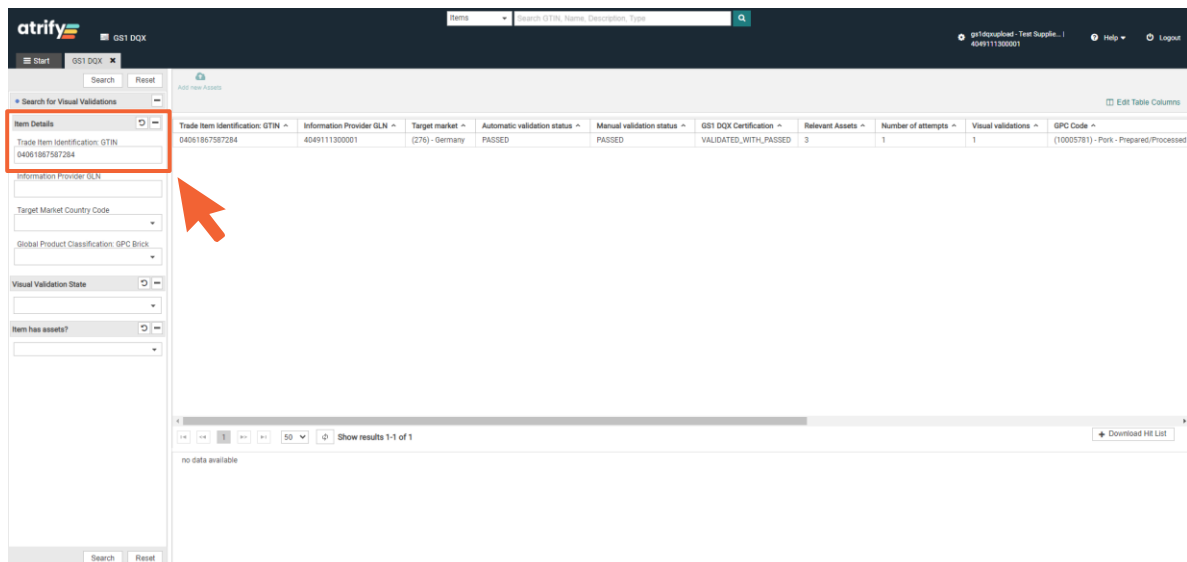 atrify
GS1 DQX
Items
Search GTIN, Name, Description, Type
gs1dqxupload - Test Supplie... |
4049111300001
Help
Logout
Start
GS1 DQX
Search Reset
Add new Assets
Search for Visual Validations
Edit Table Columns
Item Details
Trade Item Identification: GTIN
04061867587284
Information Provider GLN
Target Market Country Code
Global Product Classification: GPC Brick
Visual Validation State
Item has assets?
Trade Item Identification: GTIN Information Provider GLN Target market Automatic validation status Manual validation status GS1 DQX Certification Relevant Assets Number of attempts Visual validations GPC Code
04061867587284 4049111300001 (276) - Germany PASSED PASSED VALIDATED_WITH_PASSED 3 1 1 (10005781) - Pork - Prepared/Processed
1 50 Show results 1-1 of 1
Download Hit List
no data available
Search Reset